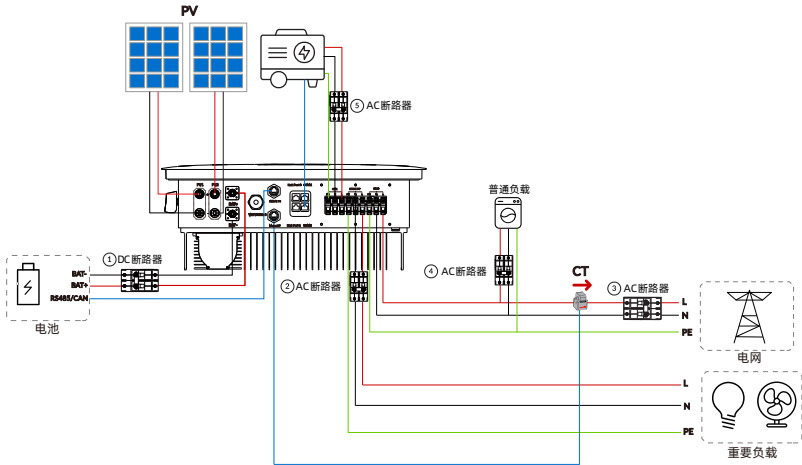 PV
⑤ AC断路器
PV1
PV2
普通负载
① DC断路器
BAT-
BAT+
RS485/CAN
电池
② AC断路器
④ AC断路器
CT
③ AC断路器
L
N
PE
电网
L
N
PE
重要负载